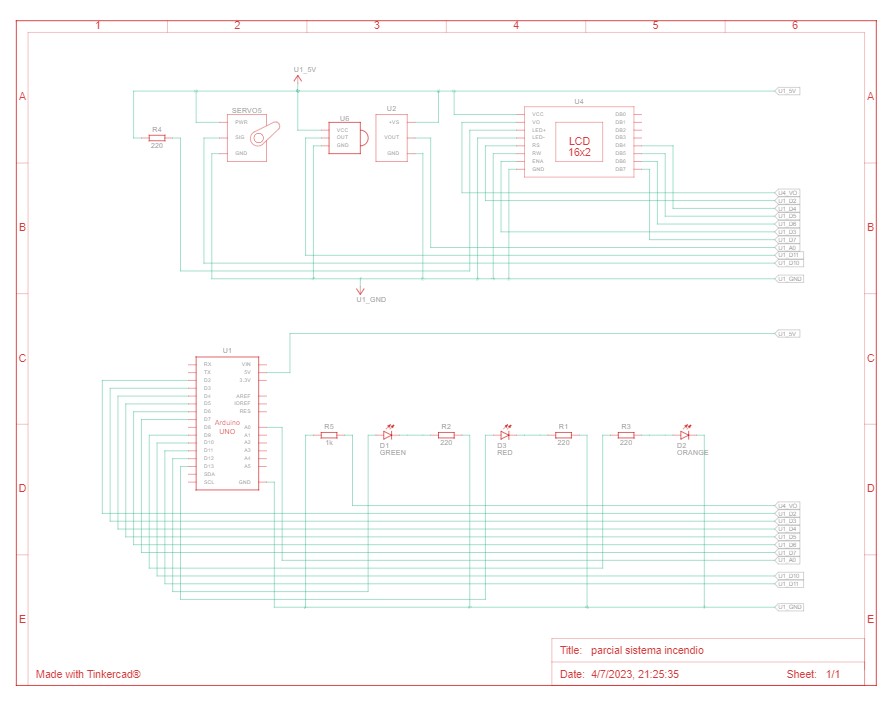 1 2 3 4 5 6
A A
B B
C C
D D
E E
U1_5V
U1_5V
R4
220
SERVO5
PWR
SIG
GND
U6
VCC
OUT
GND
U2
+VS
VOUT
GND
U4
VCC
VO
LED+
LED-
RS
RW
ENA
GND
LCD
16x2
DB0
DB1
DB2
DB3
DB4
DB5
DB6
DB7
U4_VO
U1_D2
U1_D4
U1_D5
U1_D6
U1_D3
U1_D7
U1_A0
U1_D11
U1_D10
U1_GND
U1_GND
U1_5V
U1
RX
TX
D2
D3
D4
D5
D6
D7
D8
D9
D10
D11
D12
D13
SDA
SCL
Arduino
UNO
VIN
5V
3.3V
AREF
IOREF
RES
A0
A1
A2
A3
A4
A5
GND
R5
1k
D1
GREEN
R2
220
D3
RED
R1
220
R3
220
D2
ORANGE
U4_VO
U1_D2
U1_D3
U1_D4
U1_D5
U1_D6
U1_D7
U1_A0
U1_D10
U1_D11
U1_GND
Title: parcial sistema incendio
Made with Tinkercad®
Date: 4/7/2023, 21:25:35 Sheet: 1/1